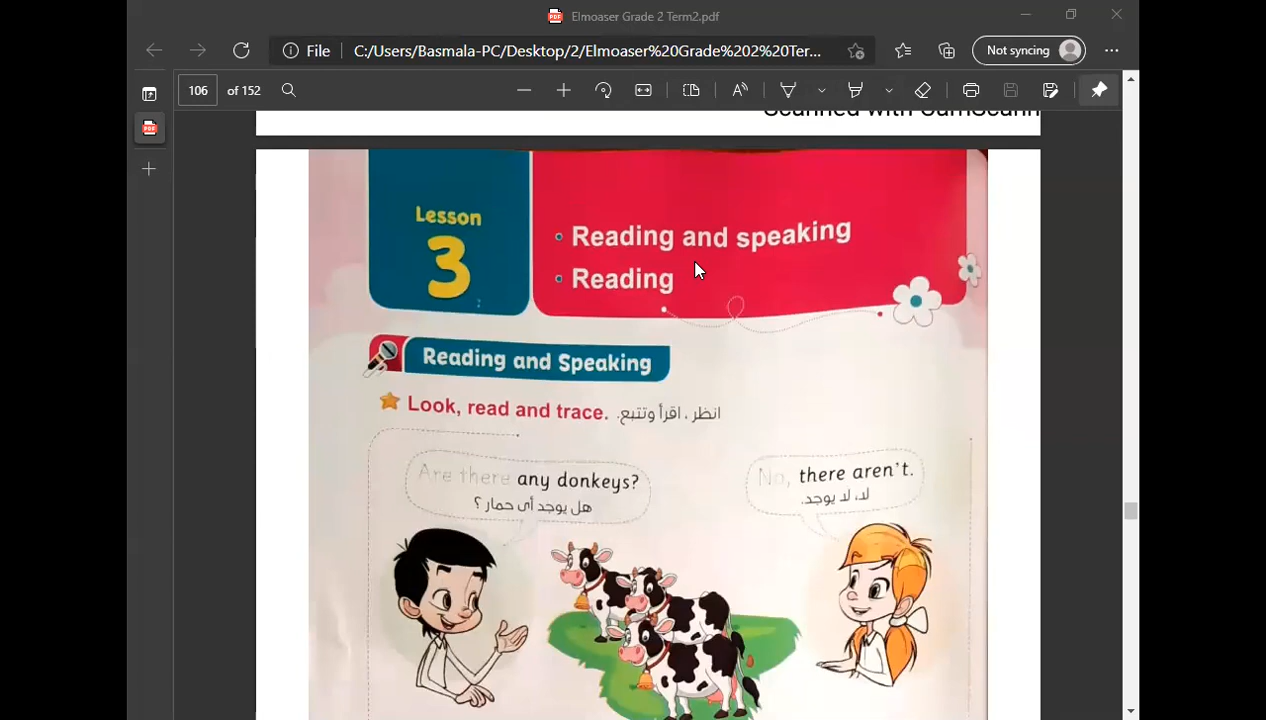 Elmoaser Grade 2 Term2.pdf
File C:/Users/Basmala-PC/Desktop/2/Elmoaser%20Grade%202%20Ter...
Not syncing
106 of 152
Lesson
3
• Reading and speaking
• Reading
Reading and Speaking
Look, read and trace. انظر ، اقرأ وتتبع.
Are there any donkeys?
هل يوجد أى حمار ؟
No, there aren't.
لا، لا يوجد.